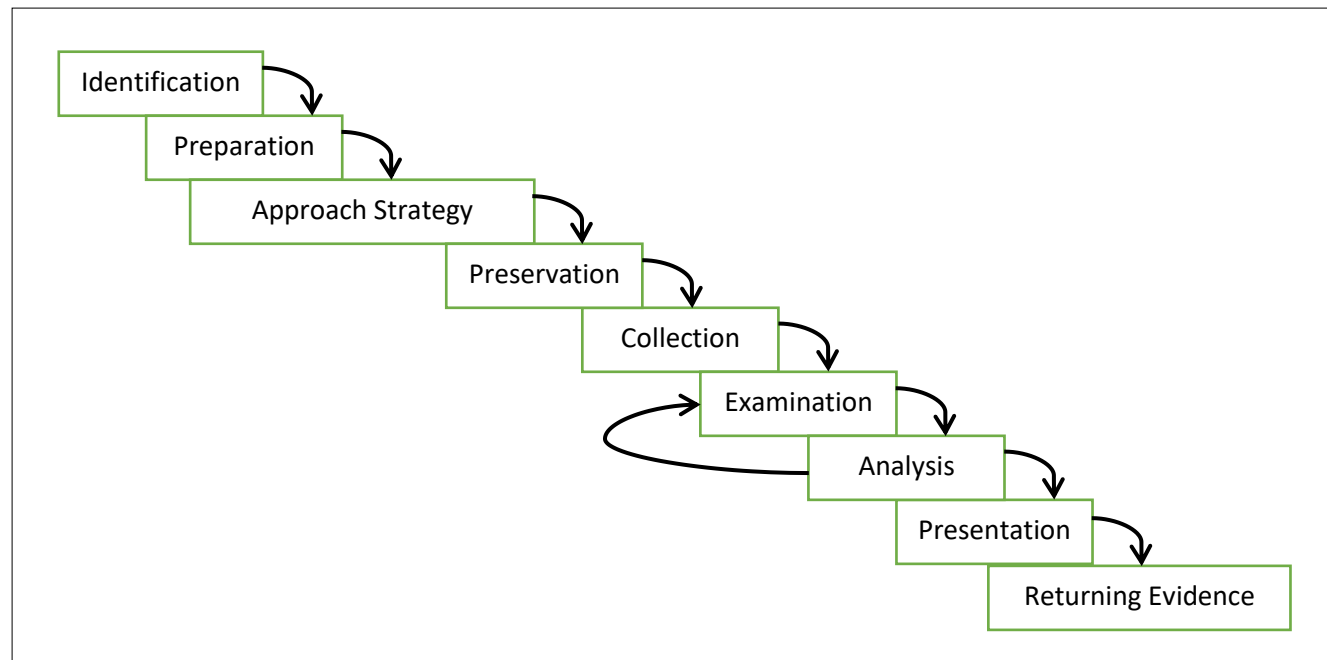 Identification
Preparation
Approach Strategy
Preservation
Collection
Examination
Analysis
Presentation
Returning Evidence